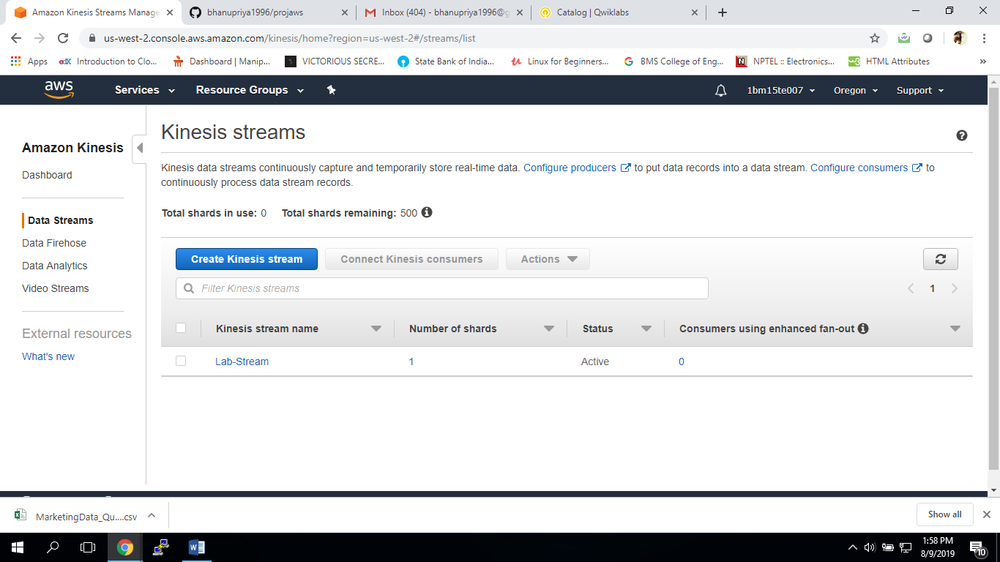 Amazon Kinesis Streams Manage
bhanupriya1996/projaws
Inbox (404) - bhanupriya1996@g
Catalog | Qwiklabs
us-west-2.console.aws.amazon.com/kinesis/home?region=us-west-2#/streams/list
Apps
edX Introduction to Clo...
Dashboard | Manip...
VICTORIOUS SECRE...
State Bank of India...
Linux for Beginners...
G BMS College of Eng...
NPTEL :: Electronics...
w3 HTML Attributes
»
aws Services Resource Groups 1bm15te007 Oregon Support
Amazon Kinesis
Dashboard
Data Streams
Data Firehose
Data Analytics
Video Streams
External resources
What's new
Kinesis streams
Kinesis data streams continuously capture and temporarily store real-time data. Configure producers to put data records into a data stream. Configure consumers to
continuously process data stream records.
Total shards in use: 0 Total shards remaining: 500
Create Kinesis stream Connect Kinesis consumers Actions
Filter Kinesis streams
1
Kinesis stream name Number of shards Status Consumers using enhanced fan-out
Lab-Stream 1 Active 0
MarketingData_Qu....csv
Show all
1:58 PM
8/9/2019
10